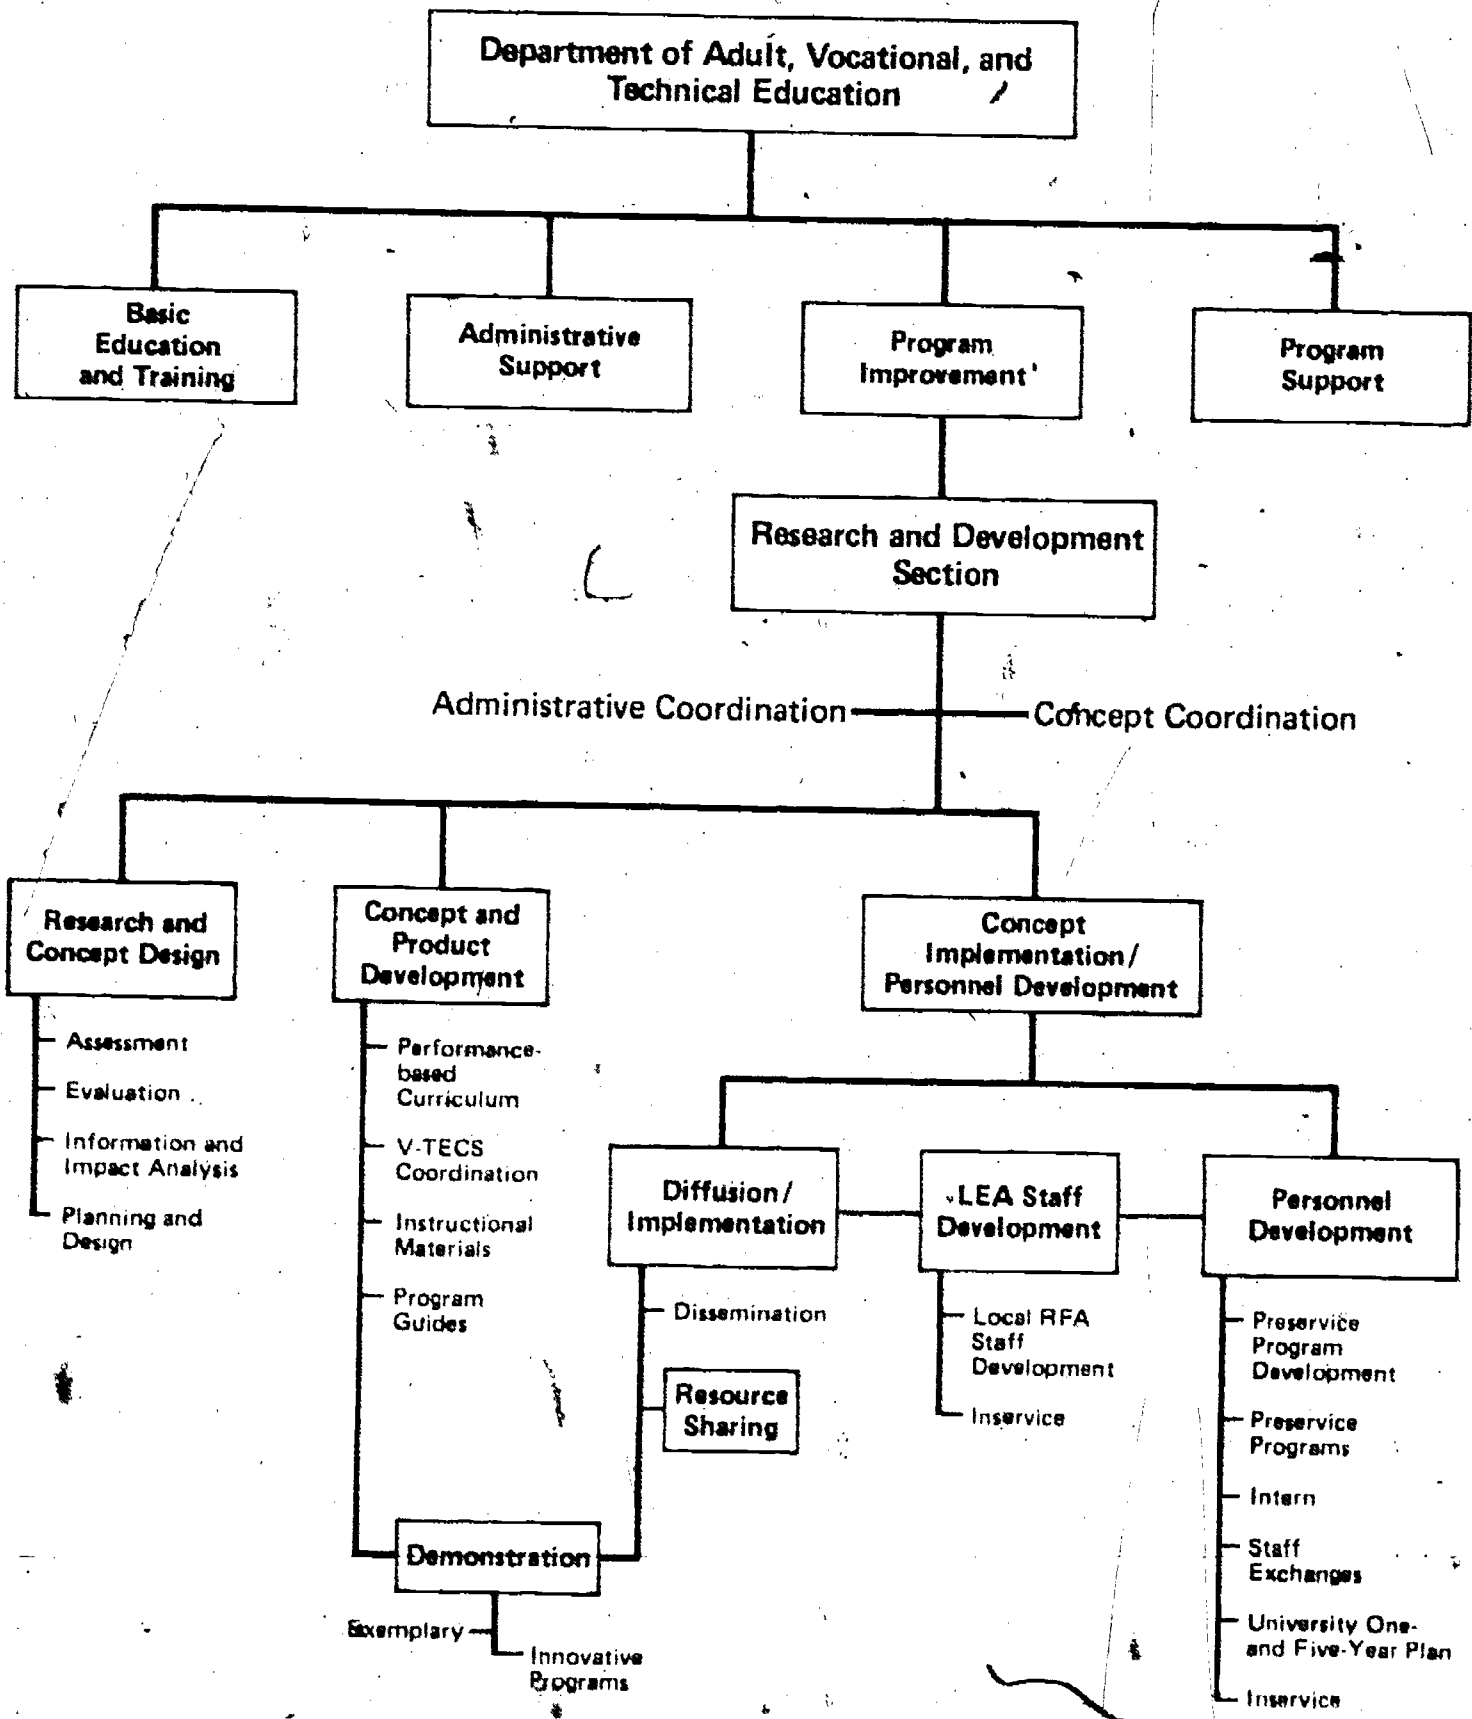 Department of Adult, Vocational, and
Technical Education
Basic
Education
and Training
Administrative
Support
Program
Improvement
Program
Support
Research and Development
Section
Administrative Coordination
Concept Coordination
Research and
Concept Design
Assessment
Evaluation
Information and
Impact Analysis
Planning and
Design
Concept and
Product
Development
Performance-
based
Curriculum
V-TECS
Coordination
Instructional
Materials
Program
Guides
Concept
Implementation/
Personnel Development
Diffusion/
Implementation
Dissemination
Resource
Sharing
Demonstration
Exemplary
Innovative
Programs
LEA Staff
Development
Local RFA
Staff
Development
Inservice
Personnel
Development
Preservice
Program
Development
Preservice
Programs
Intern
Staff
Exchanges
University One-
and Five-Year Plan
Inservice